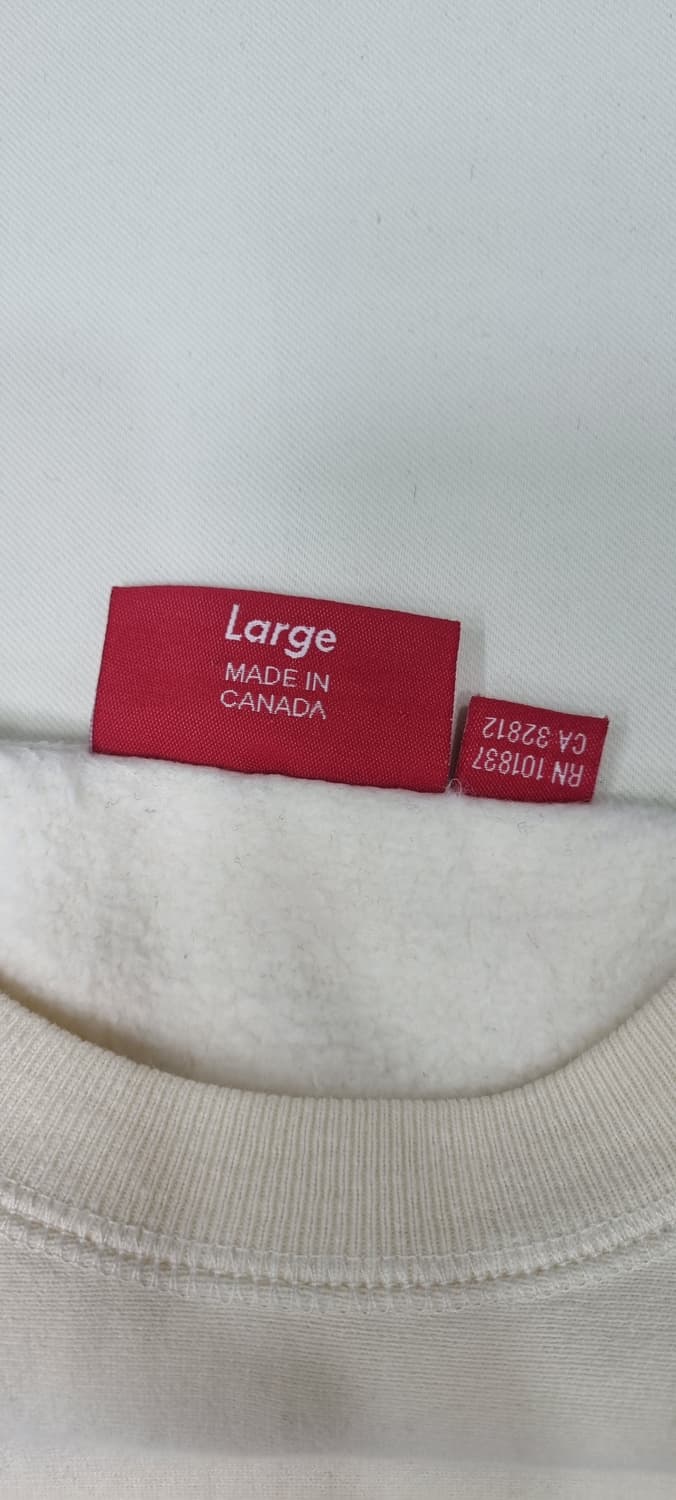 Large
MADE IN
CANADA
RN 101837
CA 32812